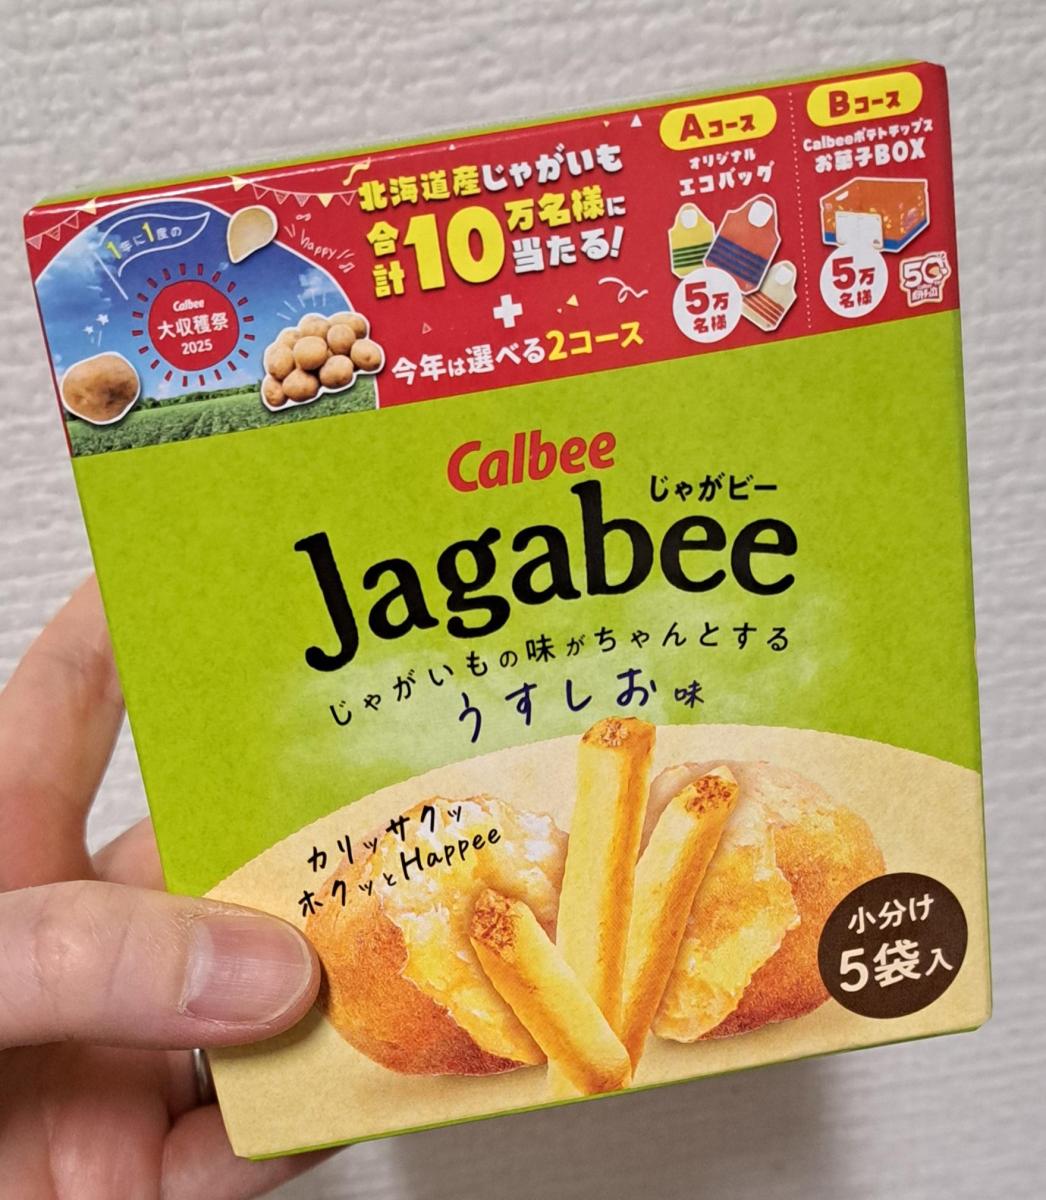 1年に1度の
Calbee
大収穫祭
2025
happy
北海道産じゃがいも
合計10万名様に
当たる!
+
今年は選べる2コース
Aコース
オリジナル
エコバッグ
5万
名様
Bコース
Calbeeポテトチップス
お菓子BOX
5万
名様
Calbee
じゃがビー
Jagabee
じゃがいもの味がちゃんとする
うすしお味
カリッサクッ
ホクッとHappee
小分け
5袋入